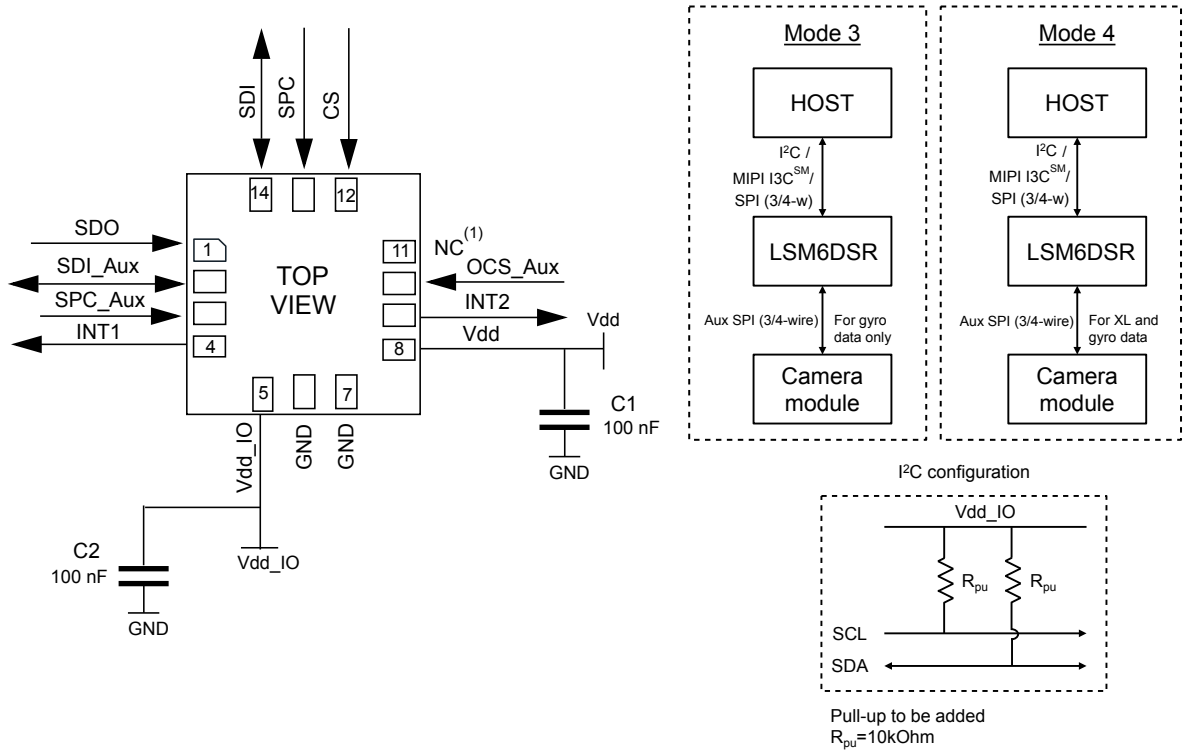 SDI
SPC
CS
14
12
SDO
1
SDI_Aux
SPC_Aux
INT1
4
TOP
VIEW
11
NC(1)
OCS_Aux
INT2
Vdd
8
Vdd
5
7
Vdd_IO
GND
GND
C1
100 nF
GND
C2
100 nF
GND
Vdd_IO
Mode 3
HOST
I²C /
MIPI I3CSM/
SPI (3/4-w)
LSM6DSR
Aux SPI (3/4-wire)
For gyro
data only
Camera
module
Mode 4
HOST
I²C /
MIPI I3CSM/
SPI (3/4-w)
LSM6DSR
Aux SPI (3/4-wire)
For XL and
gyro data
Camera
module
I²C configuration
Vdd_IO
Rpu
Rpu
SCL
SDA
Pull-up to be added
Rpu=10kOhm